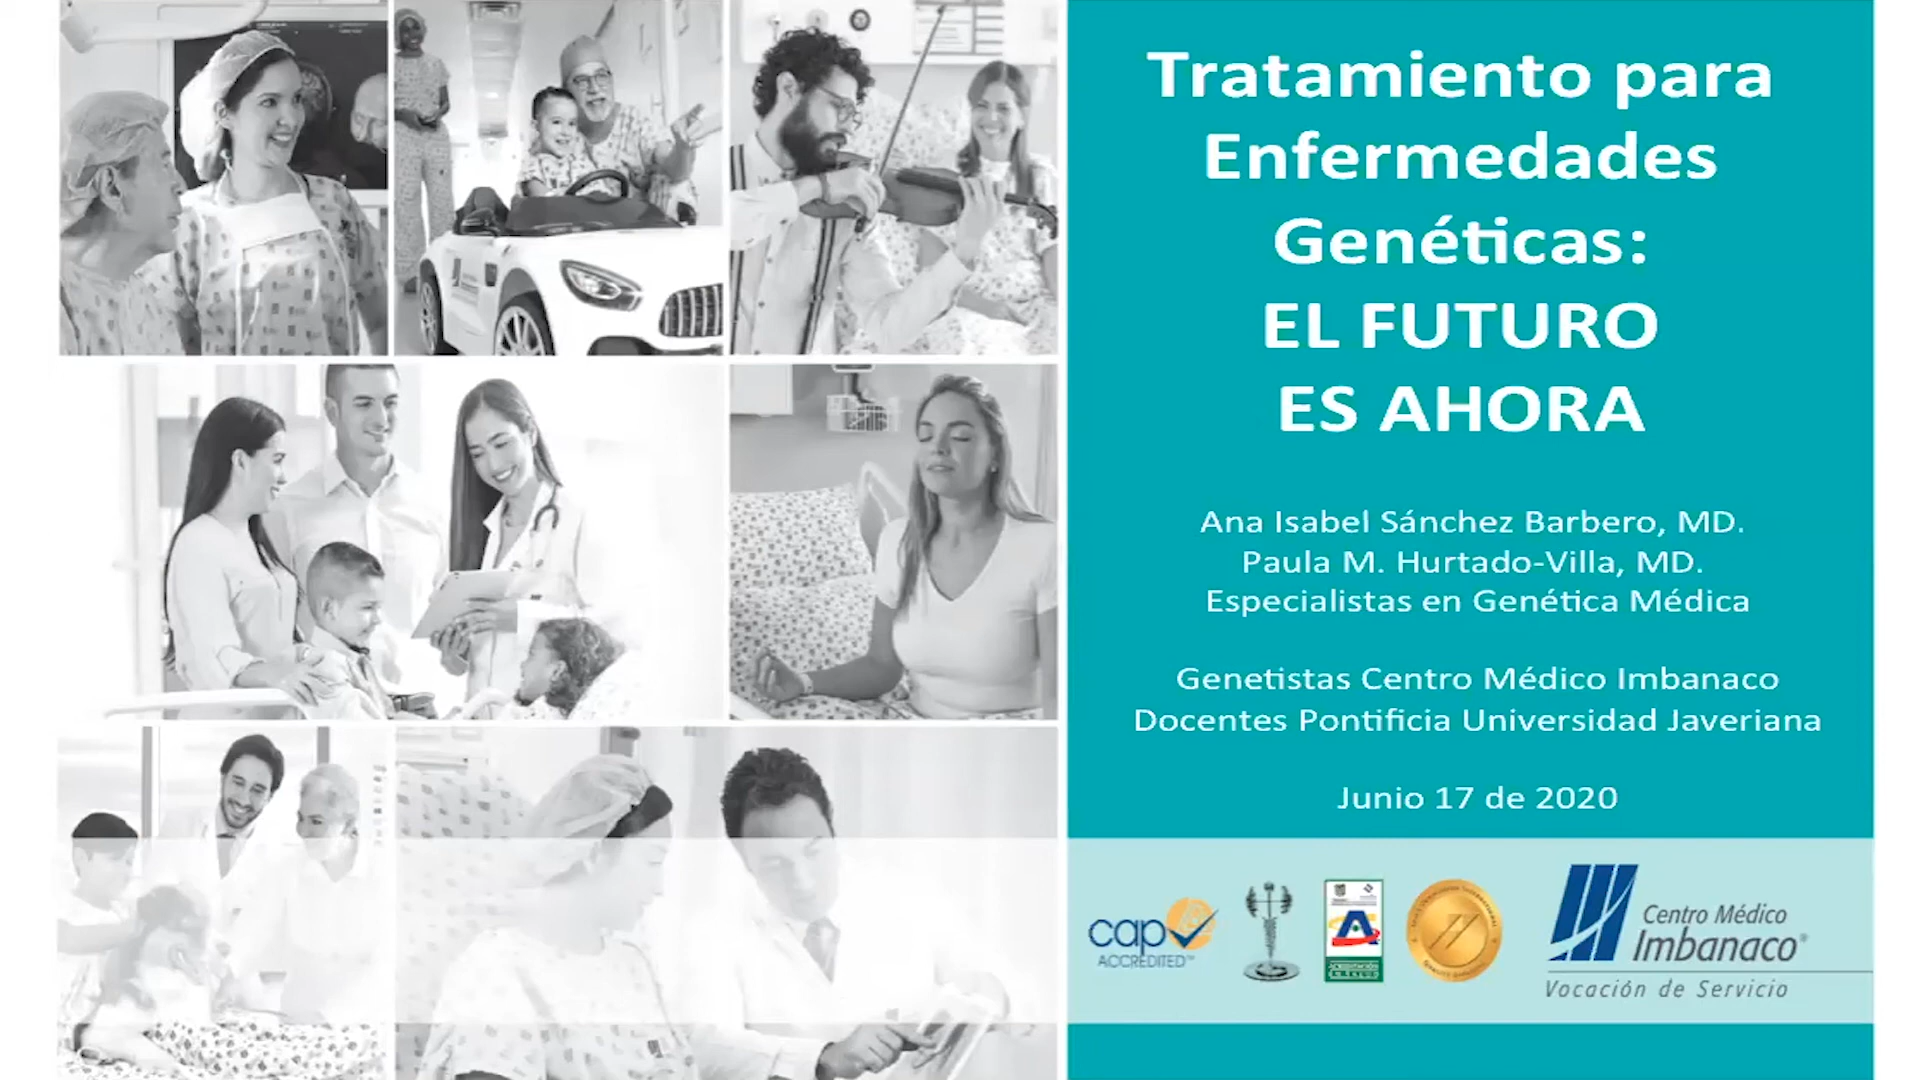 Tratamiento para
Enfermedades
Genéticas:
EL FUTURO
ES AHORA
Ana Isabel Sánchez Barbero, MD.
Paula M. Hurtado-Villa, MD.
Especialistas en Genética Médica
Genetistas Centro Médico Imbanaco
Docentes Pontificia Universidad Javeriana
Junio 17 de 2020
cap
ACCREDITED™
A
Centro Médico
Imbanaco®
Vocación de Servicio